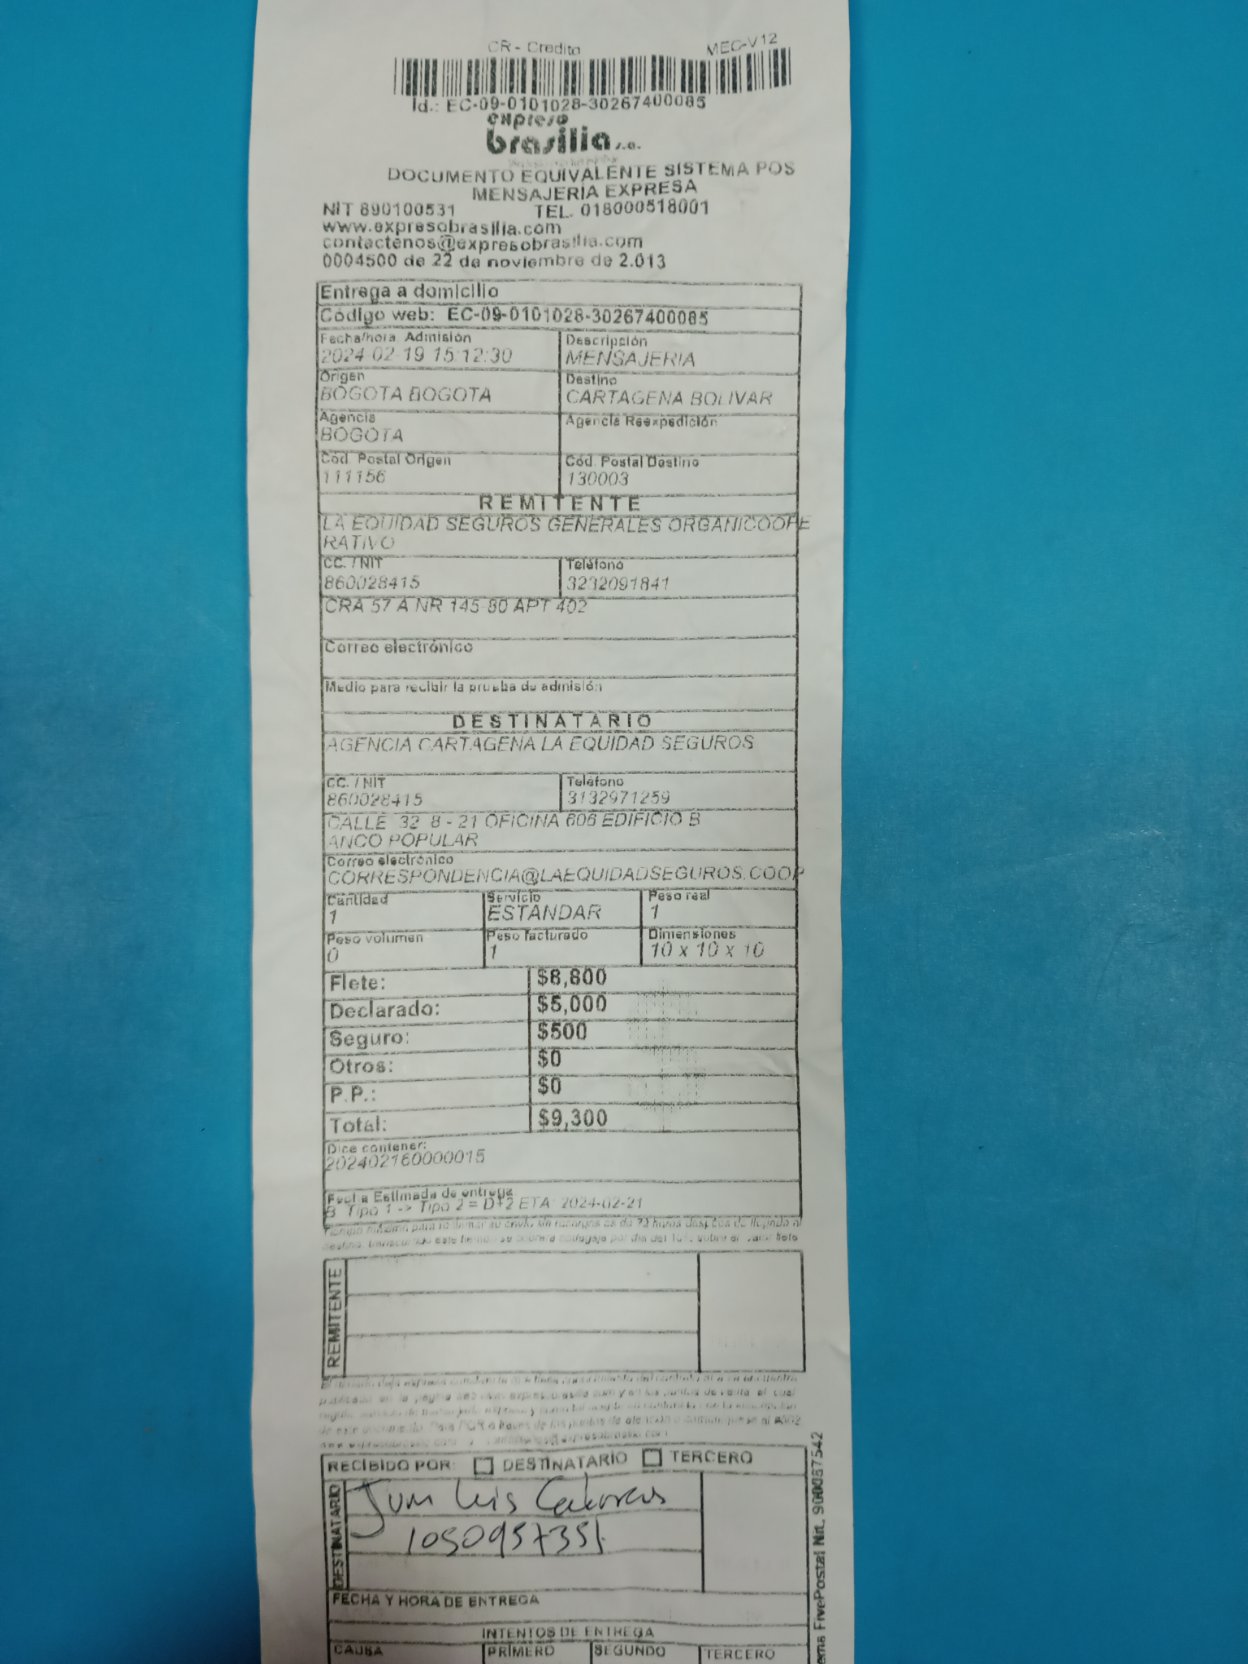 CR - Credito MEC-V12
Id.: EC-09-0101028-30267400085
expreso
brasilia s.a.
DOCUMENTO EQUIVALENTE SISTEMA POS
MENSAJERIA EXPRESA
NIT 890100531 TEL. 018000518001
www.expresobrasilia.com
contactenos@expresobrasilia.com
0004500 de 22 de noviembre de 2.013
Entrega a domicilio
Código web: EC-09-0101028-30267400085
Fecha/hora Admisión Descripción
2024-02-19 15:12:30 MENSAJERIA
Origen Destino
BOGOTA BOGOTA CARTAGENA BOLIVAR
Agencia Agencia Reexpedición
BOGOTA
Cód. Postal Origen Cód. Postal Destino
111156 130003
REMITENTE
LA EQUIDAD SEGUROS GENERALES ORGANICOOPE
RATIVO
CC. / NIT Teléfono
860028415 3232091841
CRA 57 A NR 145-80 APT 402
Correo electrónico
Medio para recibir la prueba de admisión
DESTINATARIO
AGENCIA CARTAGENA LA EQUIDAD SEGUROS
CC. / NIT Teléfono
860028415 3132971259
CALLE 32 8 - 21 OFICINA 606 EDIFICIO B
ANCO POPULAR
Correo electrónico
CORRESPONDENCIA@LAEQUIDADSEGUROS.COOP
Cantidad Servicio Peso real
1 ESTANDAR 1
Peso volumen Peso facturado Dimensiones
0 1 10 x 10 x 10
Flete: $8,800
Declarado: $5,000
Seguro: $500
Otros: $0
P.P.: $0
Total: $9,300
Dice contener:
202402160000015
Fecha Estimada de entrega
B Tipo 1 -> Tipo 2 = D+2 ETA: 2024-02-21
REMITENTE
RECIBIDO POR: DESTINATARIO TERCERO
DESTINATARIO
Juan Luis Cabarcas
1050957351
FECHA Y HORA DE ENTREGA
INTENTOS DE ENTREGA
CAUSA PRIMERO SEGUNDO TERCERO
FivePostal Nit. 900087542